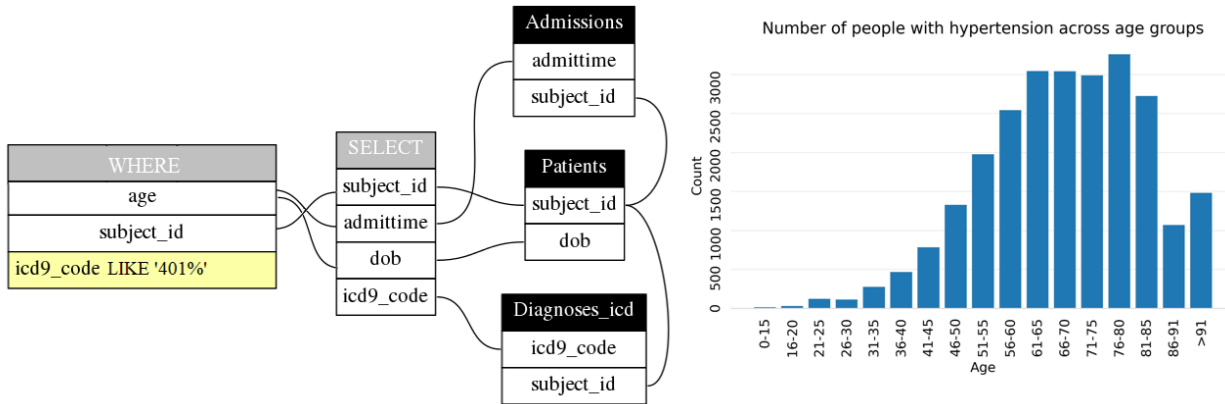 WHERE
age
subject_id
icd9_code LIKE '401%'
SELECT
subject_id
admittime
dob
icd9_code
Admissions
admittime
subject_id
Patients
subject_id
dob
Diagnoses_icd
icd9_code
subject_id
Number of people with hypertension across age groups
Count
3000
2500
2000
1500
1000
500
0
0-15
16-20
21-25
26-30
31-35
36-40
41-45
46-50
51-55
56-60
61-65
66-70
71-75
76-80
81-85
86-91
>91
Age